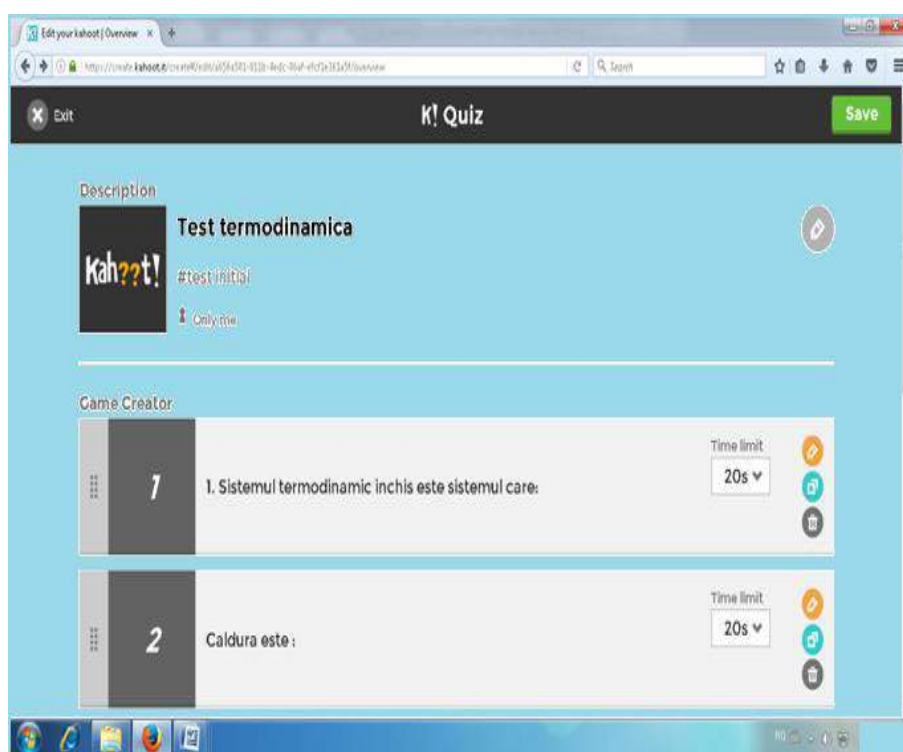 Edit your kahoot | Overview
Search
Exit
K! Quiz
Save
Description
Kah??t!
Test termodinamica
#test initial
Only me
Game Creator
1
1. Sistemul termodinamic inchis este sistemul care:
Time limit
20s
2
Caldura este :
Time limit
20s